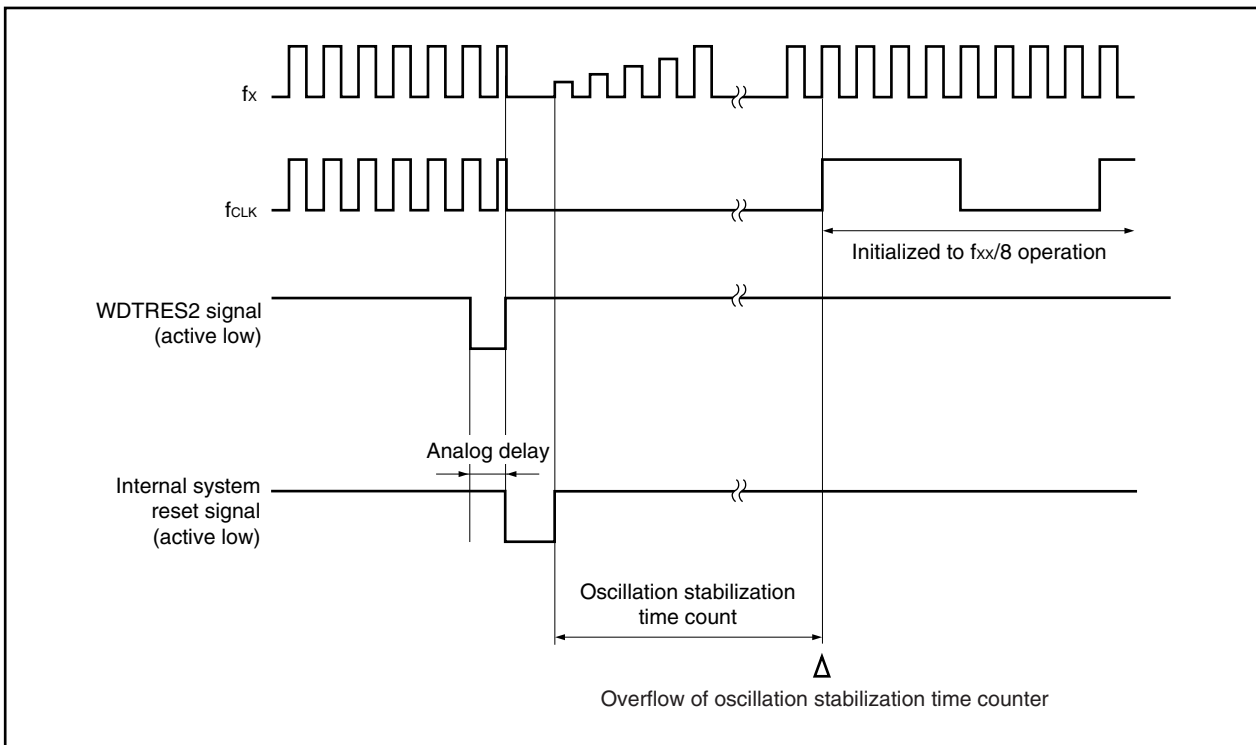 fX
fCLK
Initialized to fXX/8 operation
WDTRES2 signal
(active low)
Analog delay
Internal system
reset signal
(active low)
Oscillation stabilization
time count
Overflow of oscillation stabilization time counter